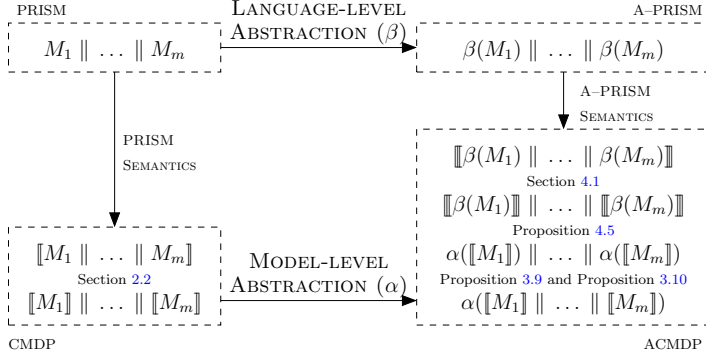 PRISM
LANGUAGE-LEVEL
ABSTRACTION (β)
A–PRISM
M₁ ∥ … ∥ Mₘ
β(M₁) ∥ … ∥ β(Mₘ)
A–PRISM
SEMANTICS
PRISM
SEMANTICS
⟦β(M₁) ∥ … ∥ β(Mₘ)⟧
Section 4.1
⟦β(M₁)⟧ ∥ … ∥ ⟦β(Mₘ)⟧
Proposition 4.5
⟦M₁ ∥ … ∥ Mₘ⟧
MODEL-LEVEL
ABSTRACTION (α)
α(⟦M₁⟧) ∥ … ∥ α(⟦Mₘ⟧)
Section 2.2
Proposition 3.9 and Proposition 3.10
⟦M₁⟧ ∥ … ∥ ⟦Mₘ⟧
α(⟦M₁⟧ ∥ … ∥ ⟦Mₘ⟧)
CMDP
ACMDP